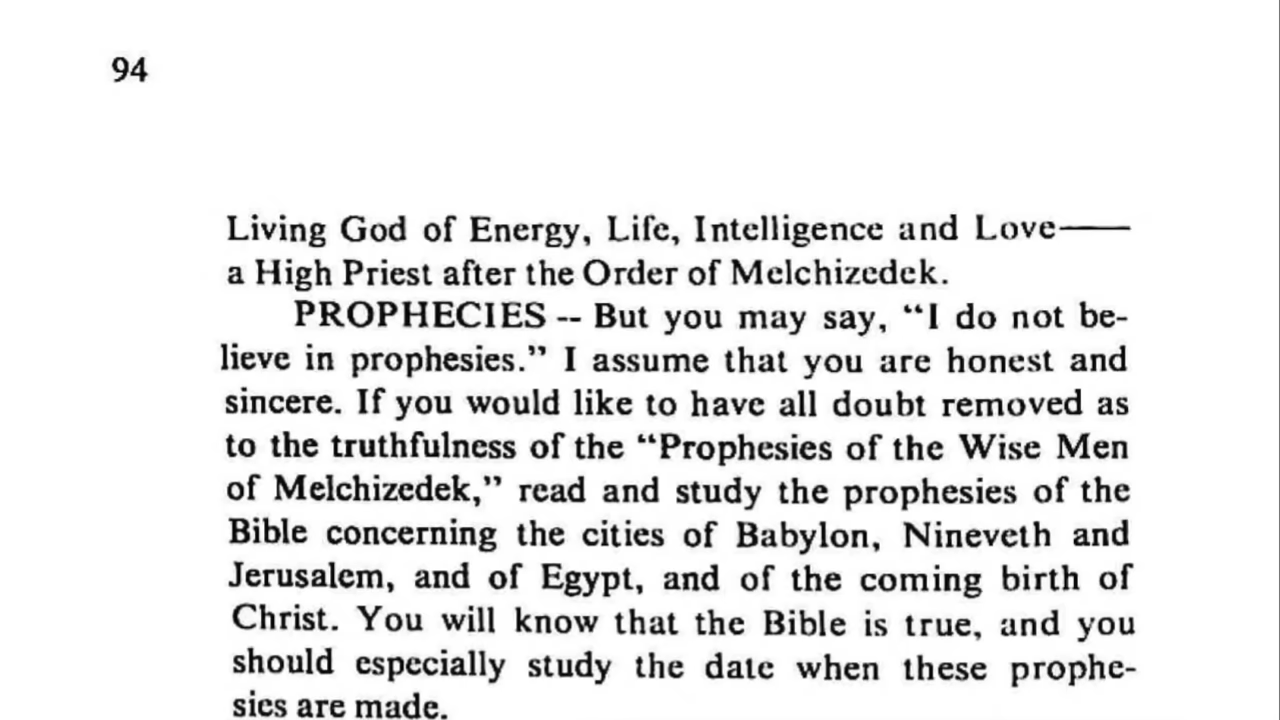 94
Living God of Energy, Life, Intelligence and Love——
a High Priest after the Order of Melchizedek.
PROPHECIES -- But you may say, “I do not be-
lieve in prophesies.” I assume that you are honest and
sincere. If you would like to have all doubt removed as
to the truthfulness of the “Prophesies of the Wise Men
of Melchizedek,” read and study the prophesies of the
Bible concerning the cities of Babylon, Nineveth and
Jerusalem, and of Egypt, and of the coming birth of
Christ. You will know that the Bible is true, and you
should especially study the date when these prophe-
sies are made.